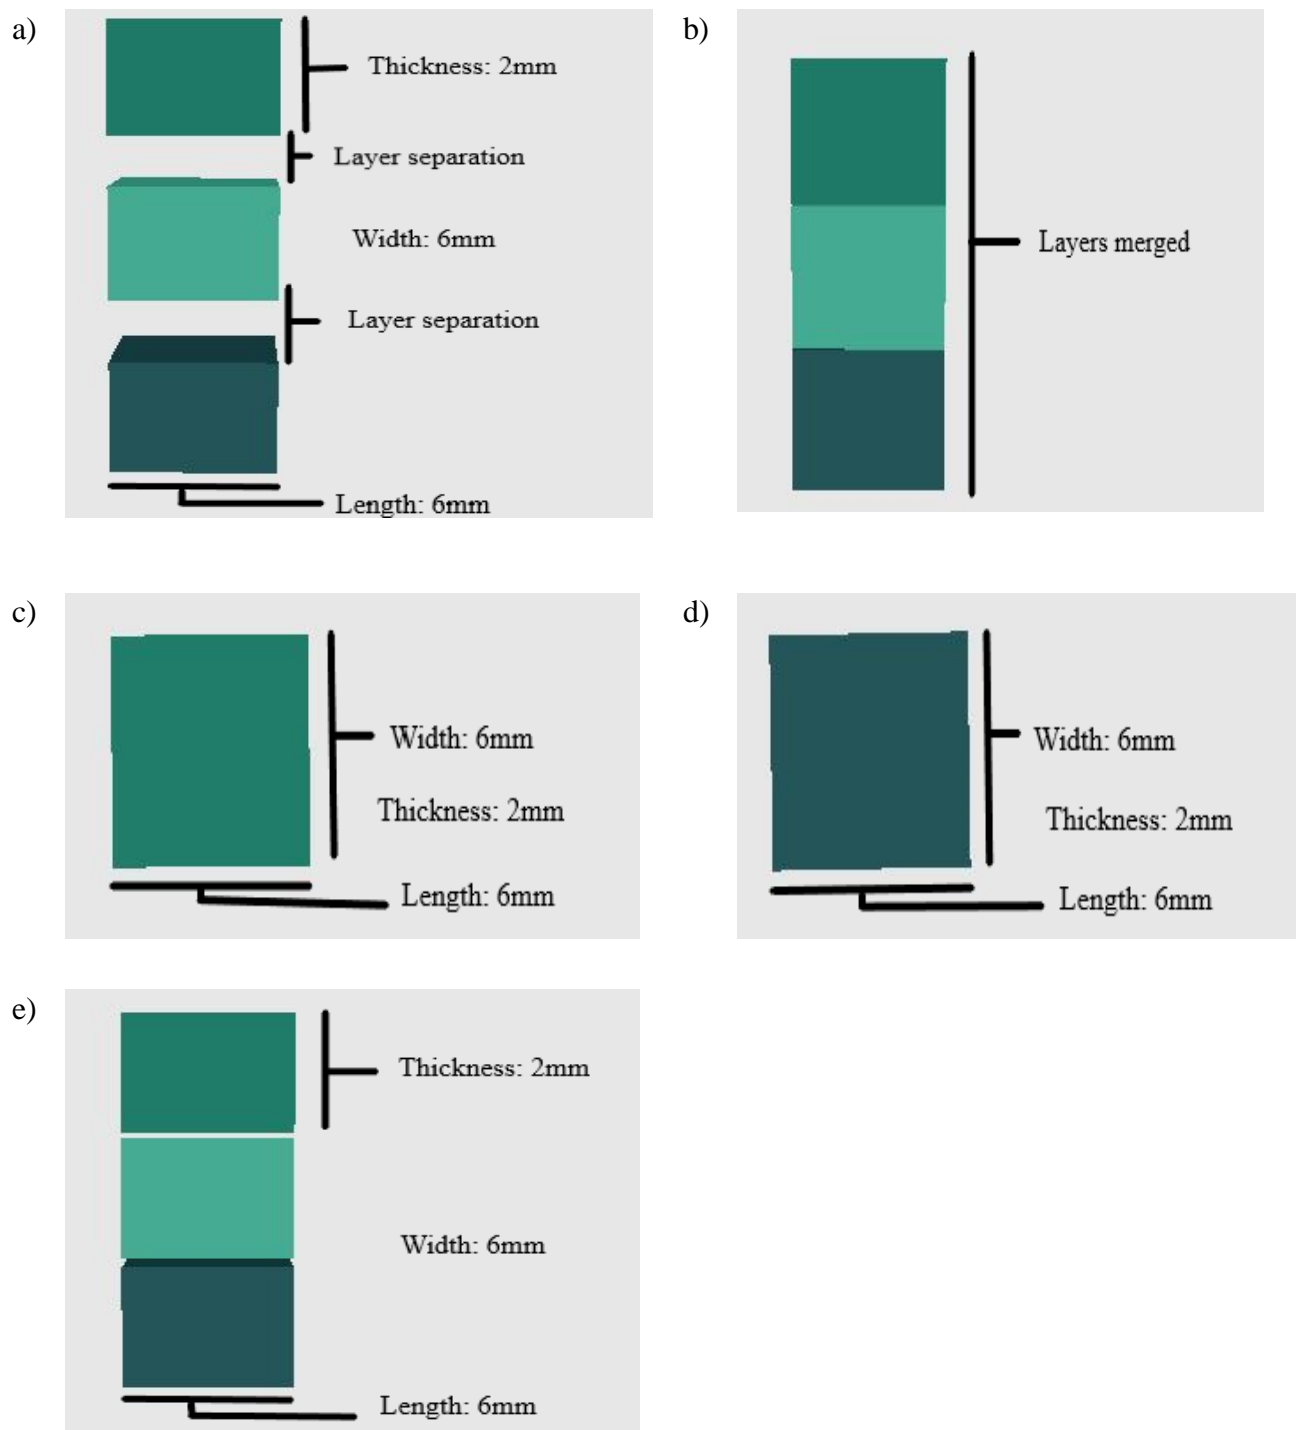 a)
Thickness: 2mm
Layer separation
Width: 6mm
Layer separation
Length: 6mm
b)
Layers merged
c)
Width: 6mm
Thickness: 2mm
Length: 6mm
d)
Width: 6mm
Thickness: 2mm
Length: 6mm
e)
Thickness: 2mm
Width: 6mm
Length: 6mm